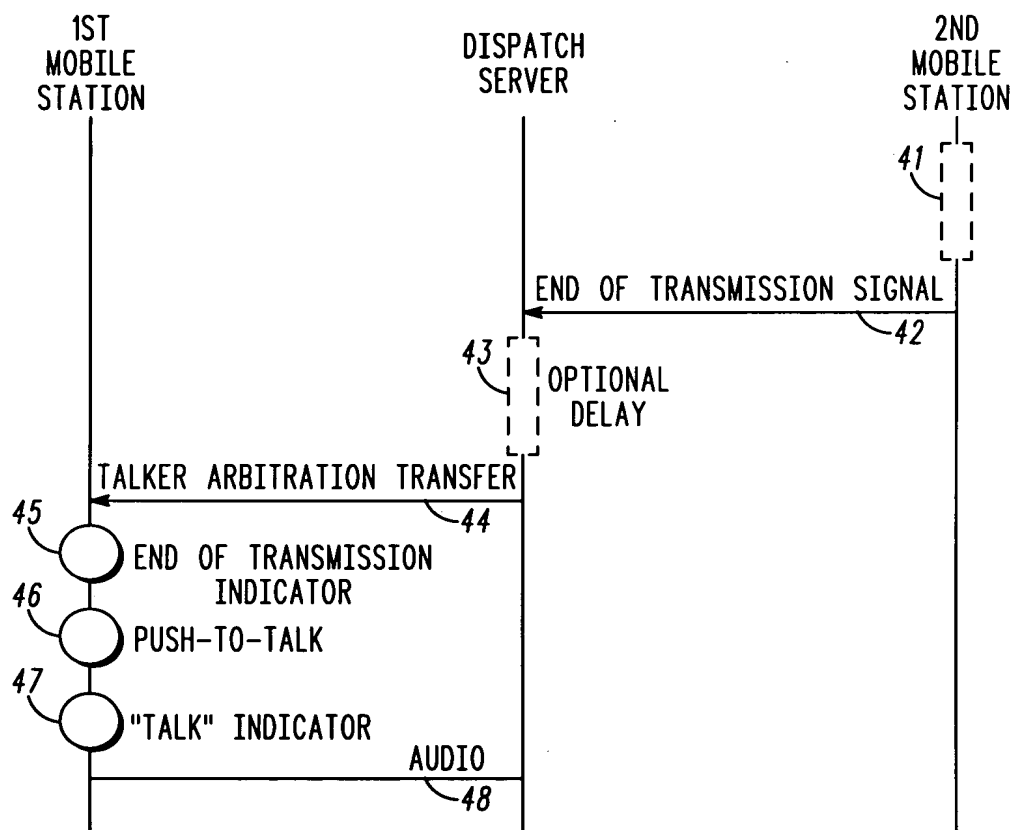 1ST
MOBILE
STATION
DISPATCH
SERVER
2ND
MOBILE
STATION
41
END OF TRANSMISSION SIGNAL
42
43
OPTIONAL
DELAY
TALKER ARBITRATION TRANSFER
44
45
END OF TRANSMISSION
INDICATOR
46
PUSH-TO-TALK
47
"TALK" INDICATOR
AUDIO
48